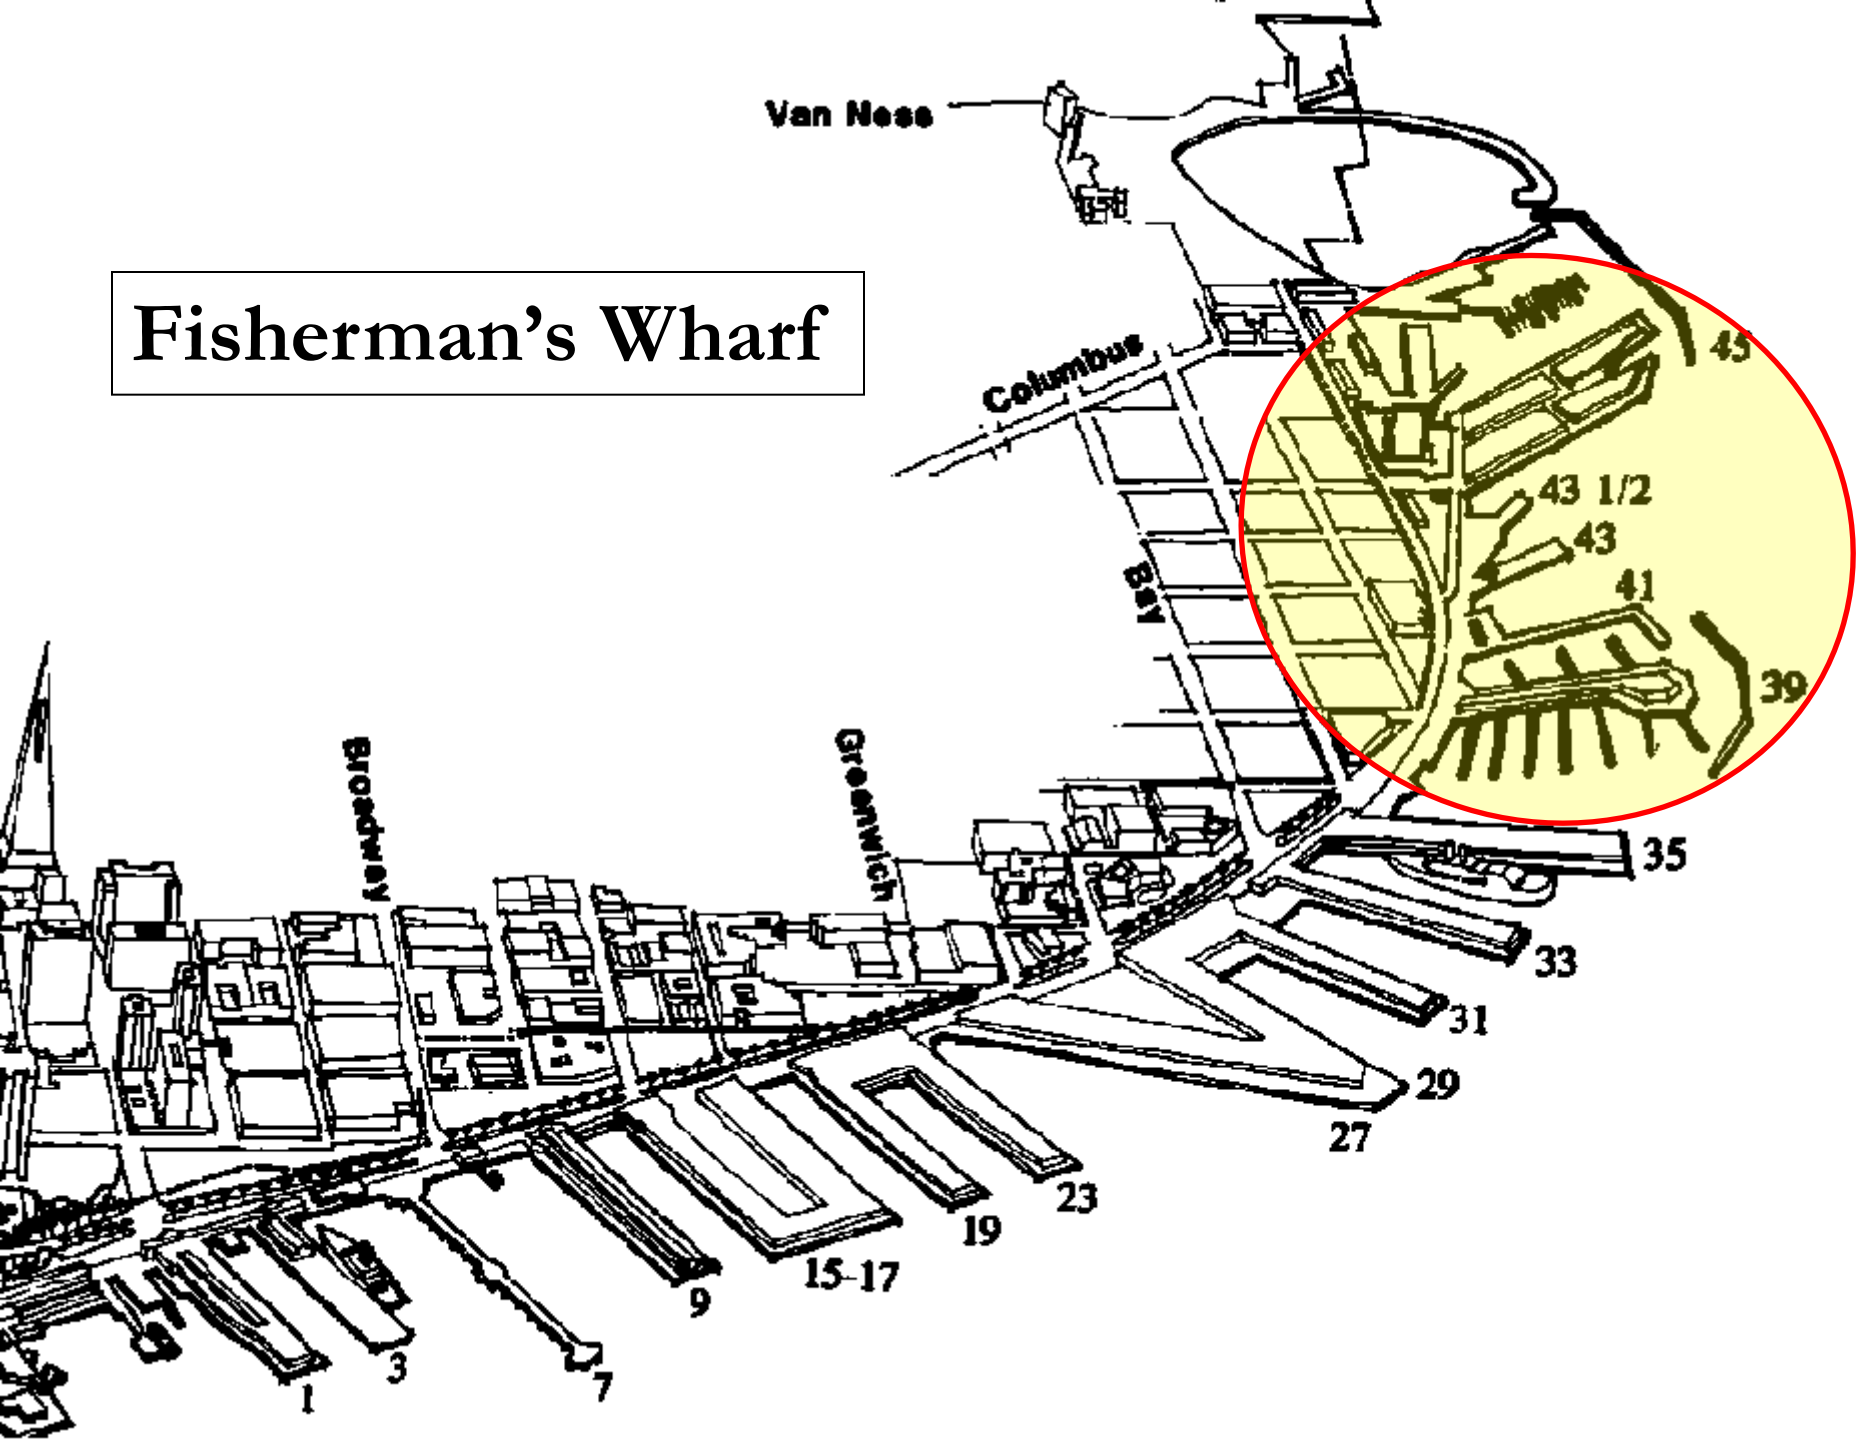 Van Ness
Fisherman’s Wharf
Columbus
45
43 1/2
43
Bay
41
39
Broadway
Greenwich
35
33
31
29
27
23
19
15-17
9
7
3
1